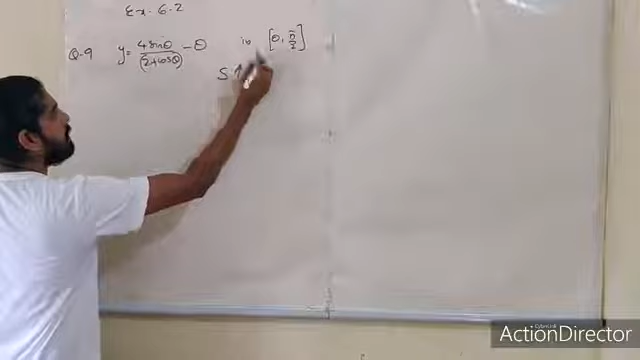 Ex. 6.2
Q-9 y = 4sinθ/(2+cosθ) - θ in [0, π/2]
S↑
ActionDirector